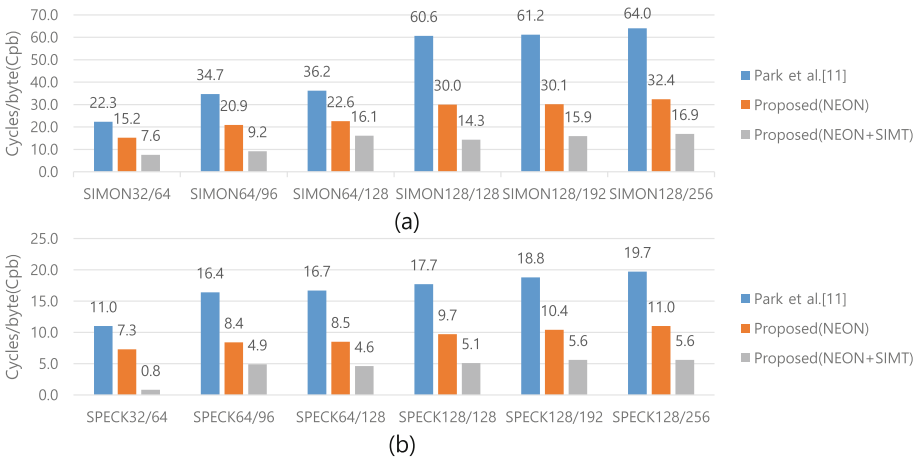 (a)
Cycles/byte(Cpb)
70.0
60.0
50.0
40.0
30.0
20.0
10.0
0.0
22.3 15.2 7.6
34.7 20.9 9.2
36.2 22.6 16.1
60.6 30.0 14.3
61.2 30.1 15.9
64.0 32.4 16.9
SIMON32/64 SIMON64/96 SIMON64/128 SIMON128/128 SIMON128/192 SIMON128/256
Park et al.[11]
Proposed(NEON)
Proposed(NEON+SIMT)
(a)
Cycles/byte(Cpb)
25.0
20.0
15.0
10.0
5.0
0.0
11.0 7.3 0.8
16.4 8.4 4.9
16.7 8.5 4.6
17.7 9.7 5.1
18.8 10.4 5.6
19.7 11.0 5.6
SPECK32/64 SPECK64/96 SPECK64/128 SPECK128/128 SPECK128/192 SPECK128/256
Park et al.[11]
Proposed(NEON)
Proposed(NEON+SIMT)
(b)